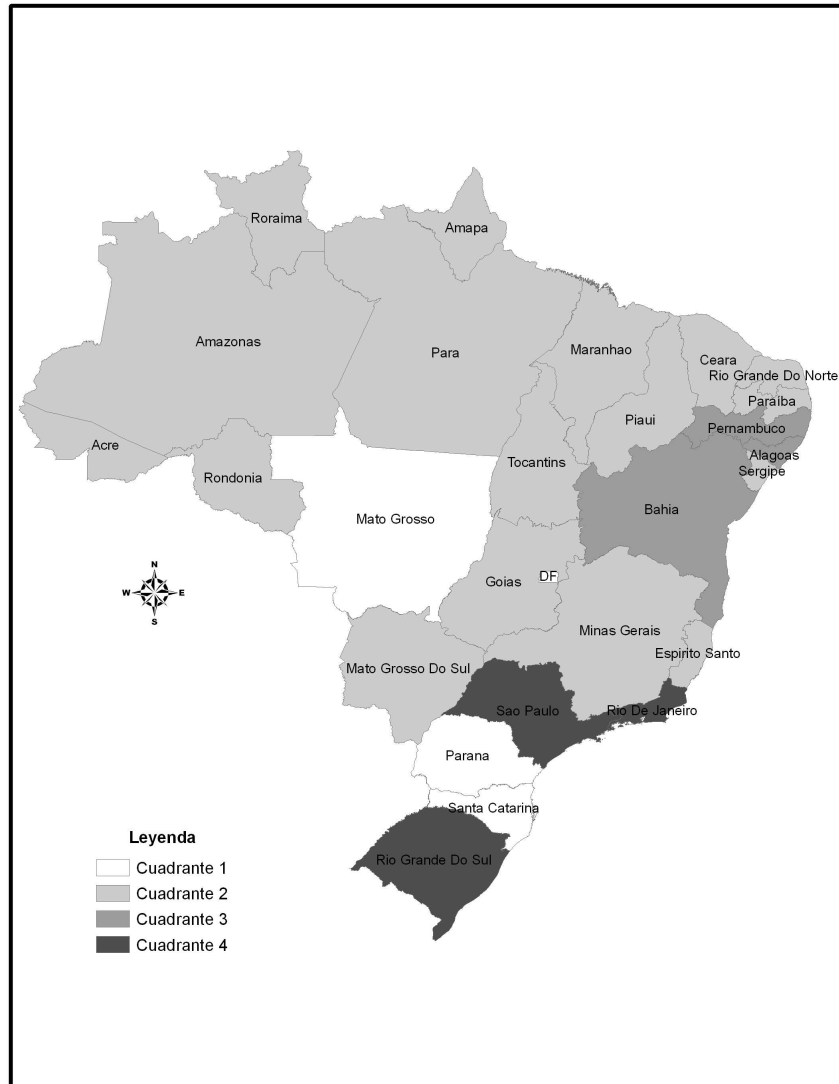 Roraima
Amapa
Amazonas
Para
Maranhao
Ceara
Rio Grande Do Norte
Paraíba
Piaui
Pernambuco
Acre
Rondonia
Tocantins
Alagoas
Sergipe
Bahia
Mato Grosso
N
W
E
S
Goias
DF
Minas Gerais
Espirito Santo
Mato Grosso Do Sul
Sao Paulo
Rio De Janeiro
Parana
Santa Catarina
Rio Grande Do Sul
Leyenda
Cuadrante 1
Cuadrante 2
Cuadrante 3
Cuadrante 4